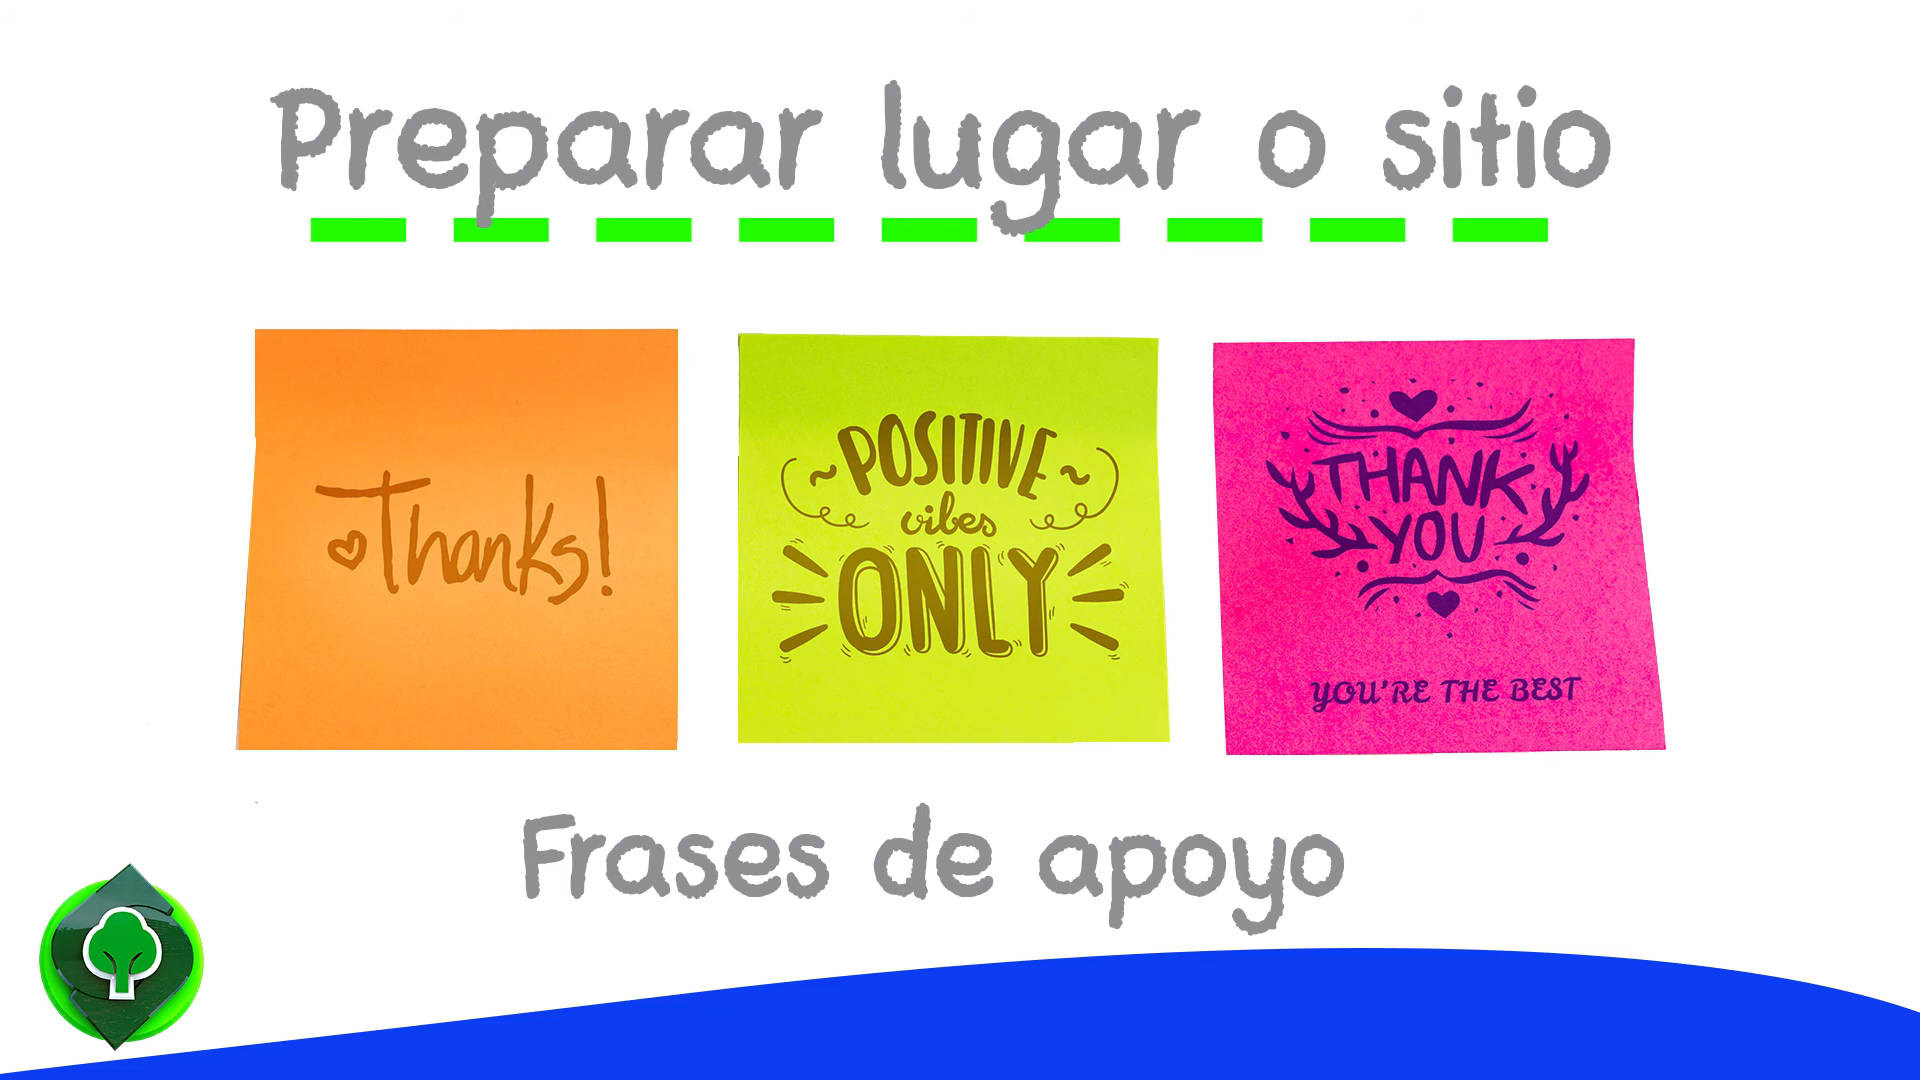 Preparar lugar o sitio
Thanks!
POSITIVE
vibes
ONLY
THANK
YOU
YOU'RE THE BEST
Frases de apoyo